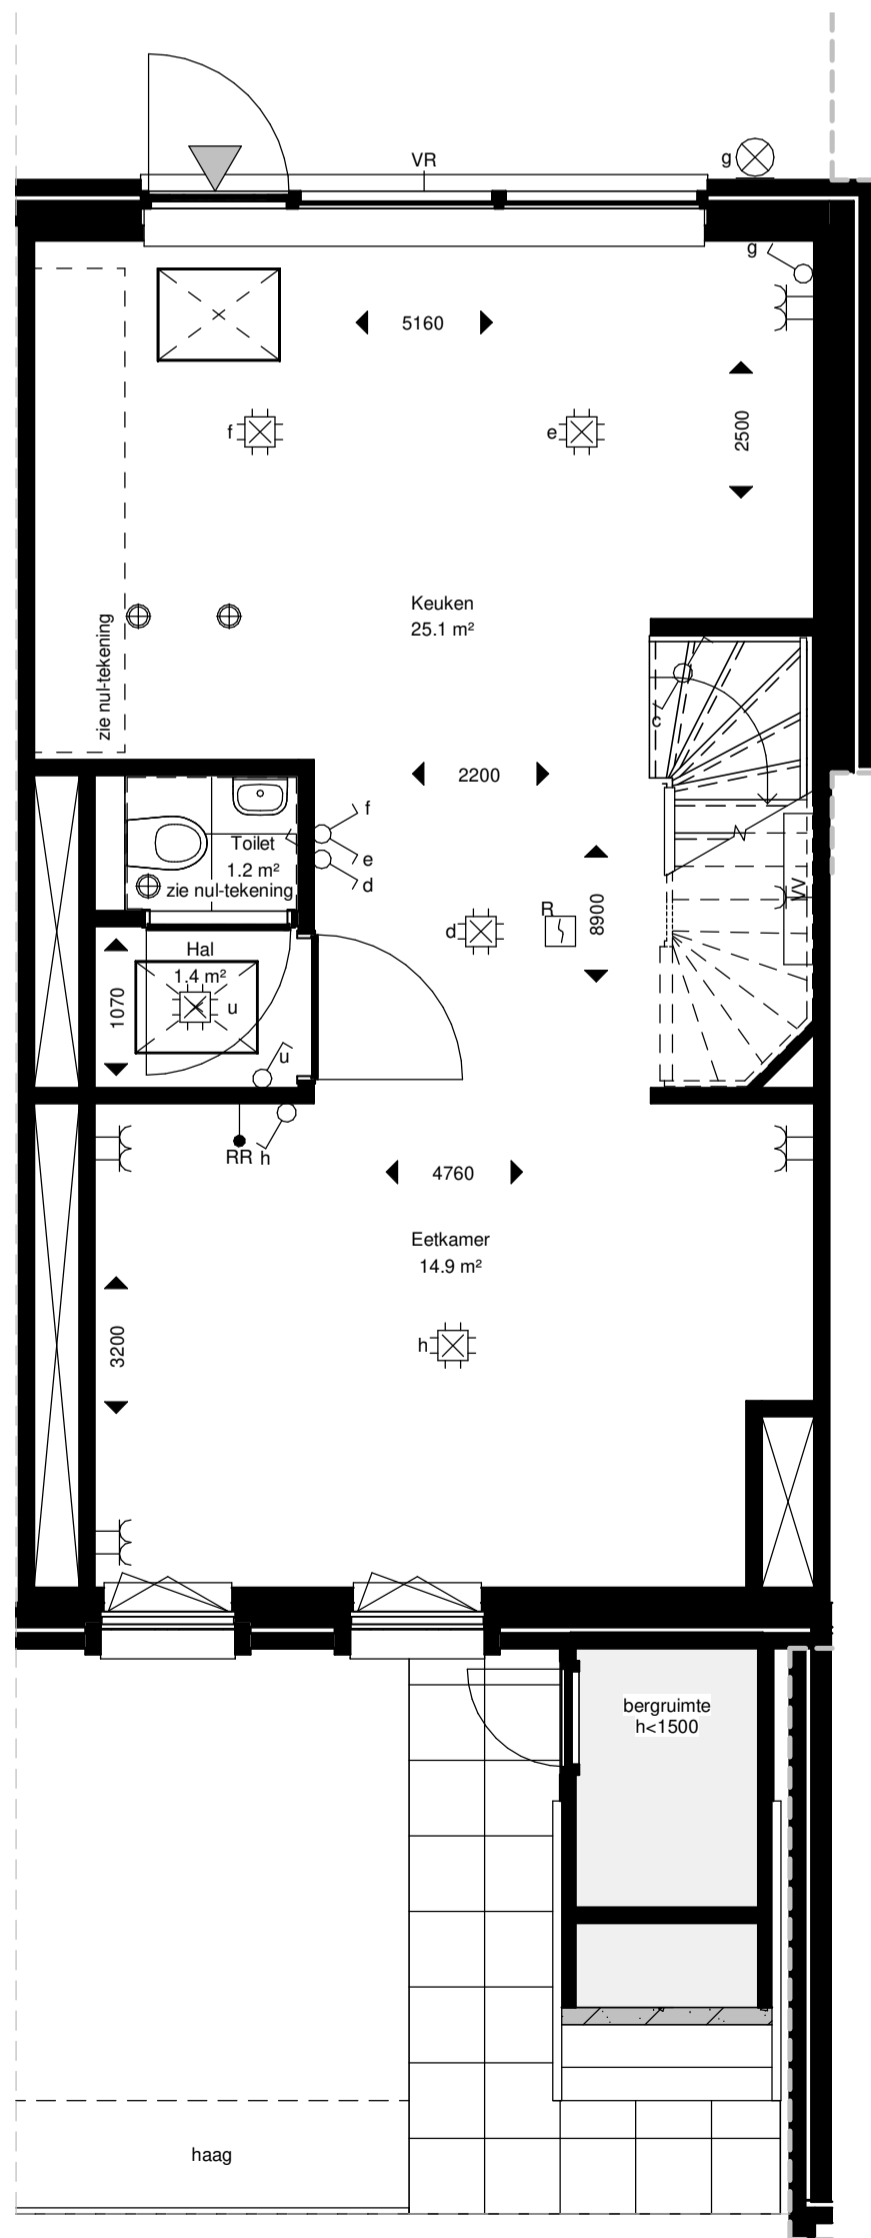 VR
g
g
5160
2500
f
e
Keuken
25.1 m²
zie nul-tekening
c
2200
f
e
d
Toilet
1.2 m²
zie nul-tekening
VV
8900
d
R
Hal
1.4 m²
u
1070
u
RR
h
4760
Eetkamer
14.9 m²
3200
h
bergruimte
h<1500
haag